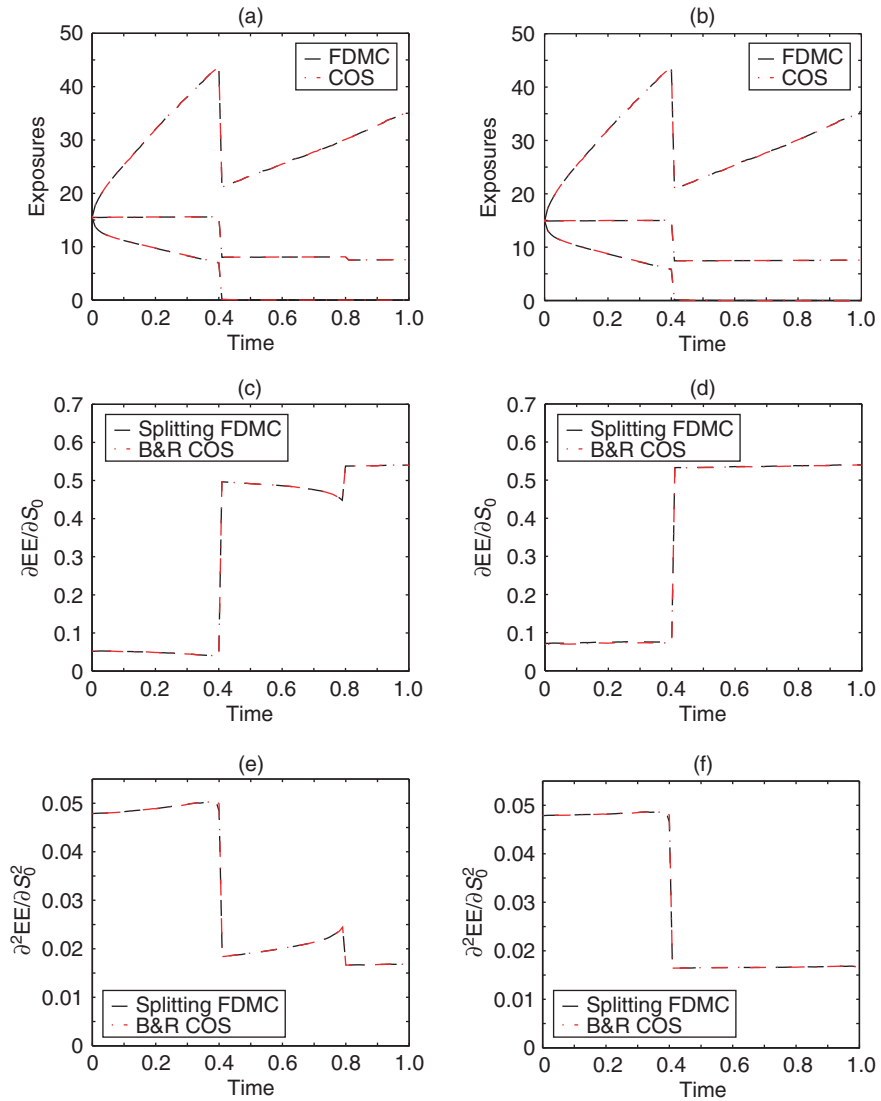 (a)
50
40
30
20
10
0
Exposures
FDMC
COS
0 0.2 0.4 0.6 0.8 1.0
Time
(b)
50
40
30
20
10
0
Exposures
FDMC
COS
0 0.2 0.4 0.6 0.8 1.0
Time
(c)
0.7
0.6
0.5
0.4
0.3
0.2
0.1
0
∂EE/∂S₀
Splitting FDMC
B&R COS
0 0.2 0.4 0.6 0.8 1.0
Time
(d)
0.7
0.6
0.5
0.4
0.3
0.2
0.1
0
∂EE/∂S₀
Splitting FDMC
B&R COS
0 0.2 0.4 0.6 0.8 1.0
Time
(e)
0.05
0.04
0.03
0.02
0.01
0
∂²EE/∂S₀²
Splitting FDMC
B&R COS
0 0.2 0.4 0.6 0.8 1.0
Time
(f)
0.05
0.04
0.03
0.02
0.01
0
∂²EE/∂S₀²
Splitting FDMC
B&R COS
0 0.2 0.4 0.6 0.8 1.0
Time